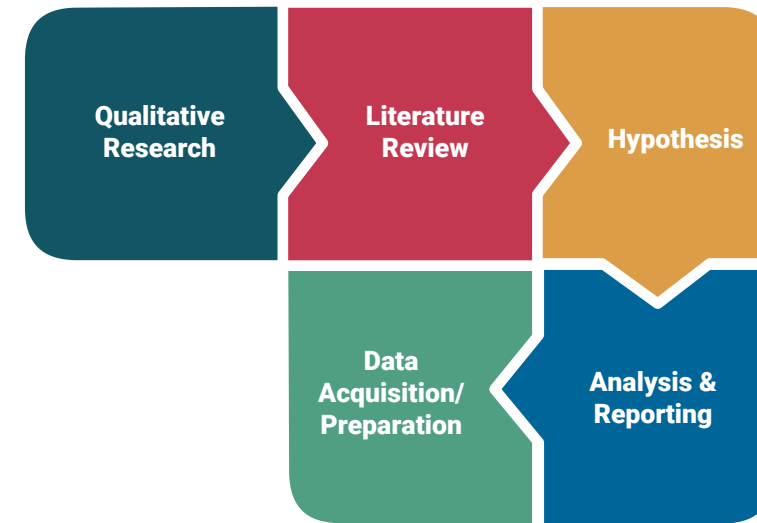 Qualitative
Research
Literature
Review
Hypothesis
Data
Acquisition/
Preparation
Analysis &
Reporting